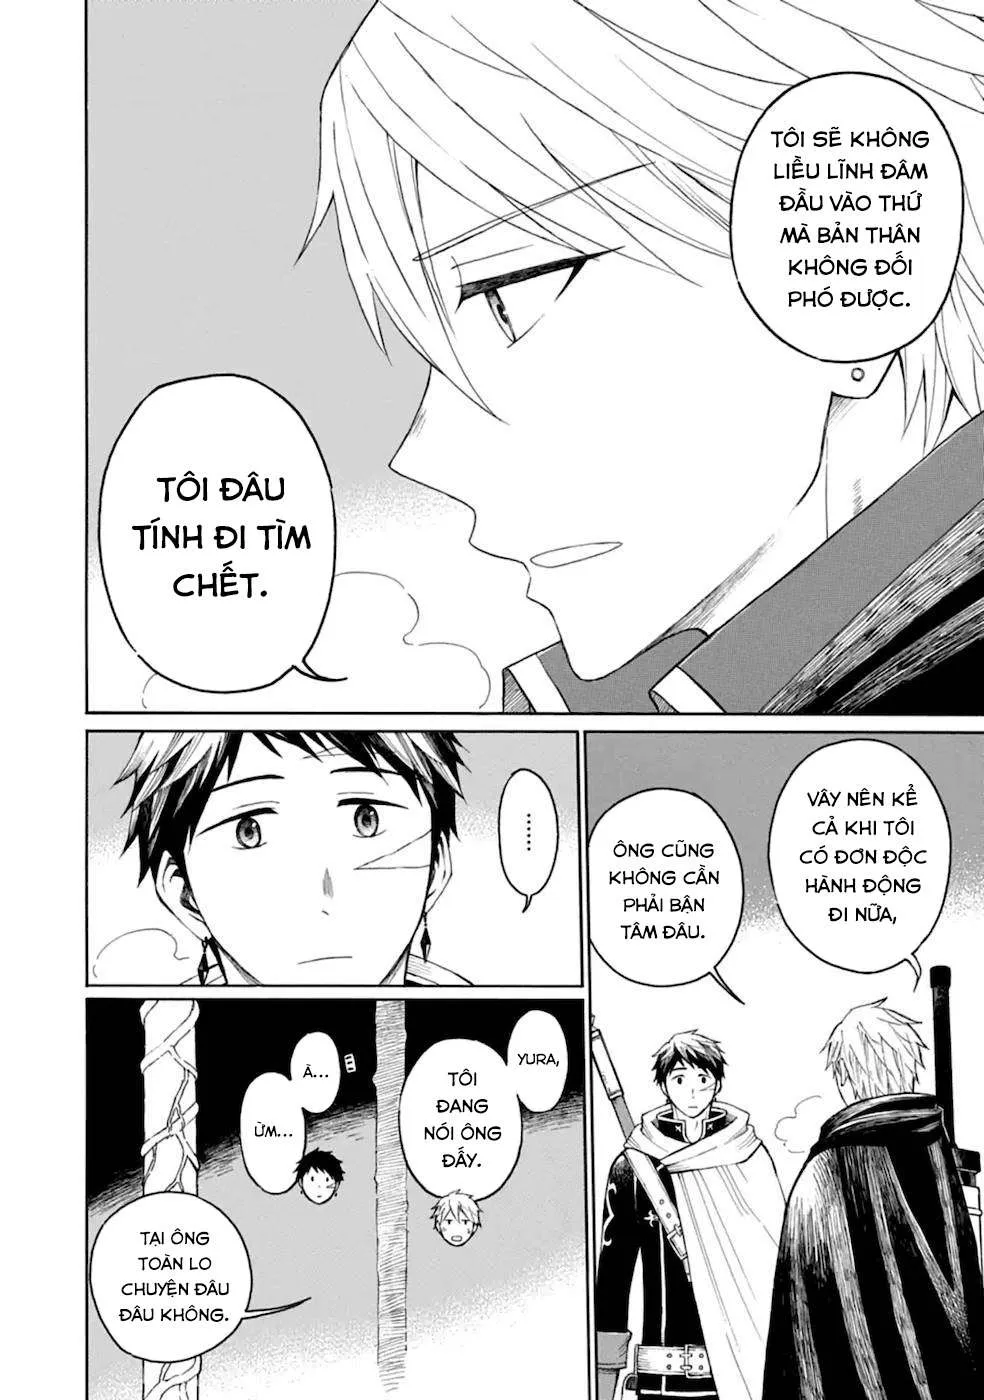 TÔI SẼ KHÔNG
LIỀU LĨNH ĐÂM
ĐẦU VÀO THỨ
MÀ BẢN THÂN
KHÔNG ĐỐI
PHÓ ĐƯỢC.
TÔI ĐÂU
TÍNH ĐI TÌM
CHẾT.
VÂY NÊN KỂ
CẢ KHI TÔI
CÓ ĐƠN ĐỘC
HÀNH ĐỘNG
ĐI NỮA,
ÔNG CŨNG
KHÔNG CẦN
PHẢI BẬN
TÂM ĐÂU.
........
YURA,
TÔI
ĐANG
NÓI ÔNG
ĐẤY.
À...
ỪM...
TẠI ÔNG
TOÀN LO
CHUYỆN ĐÂU
ĐÂU KHÔNG.